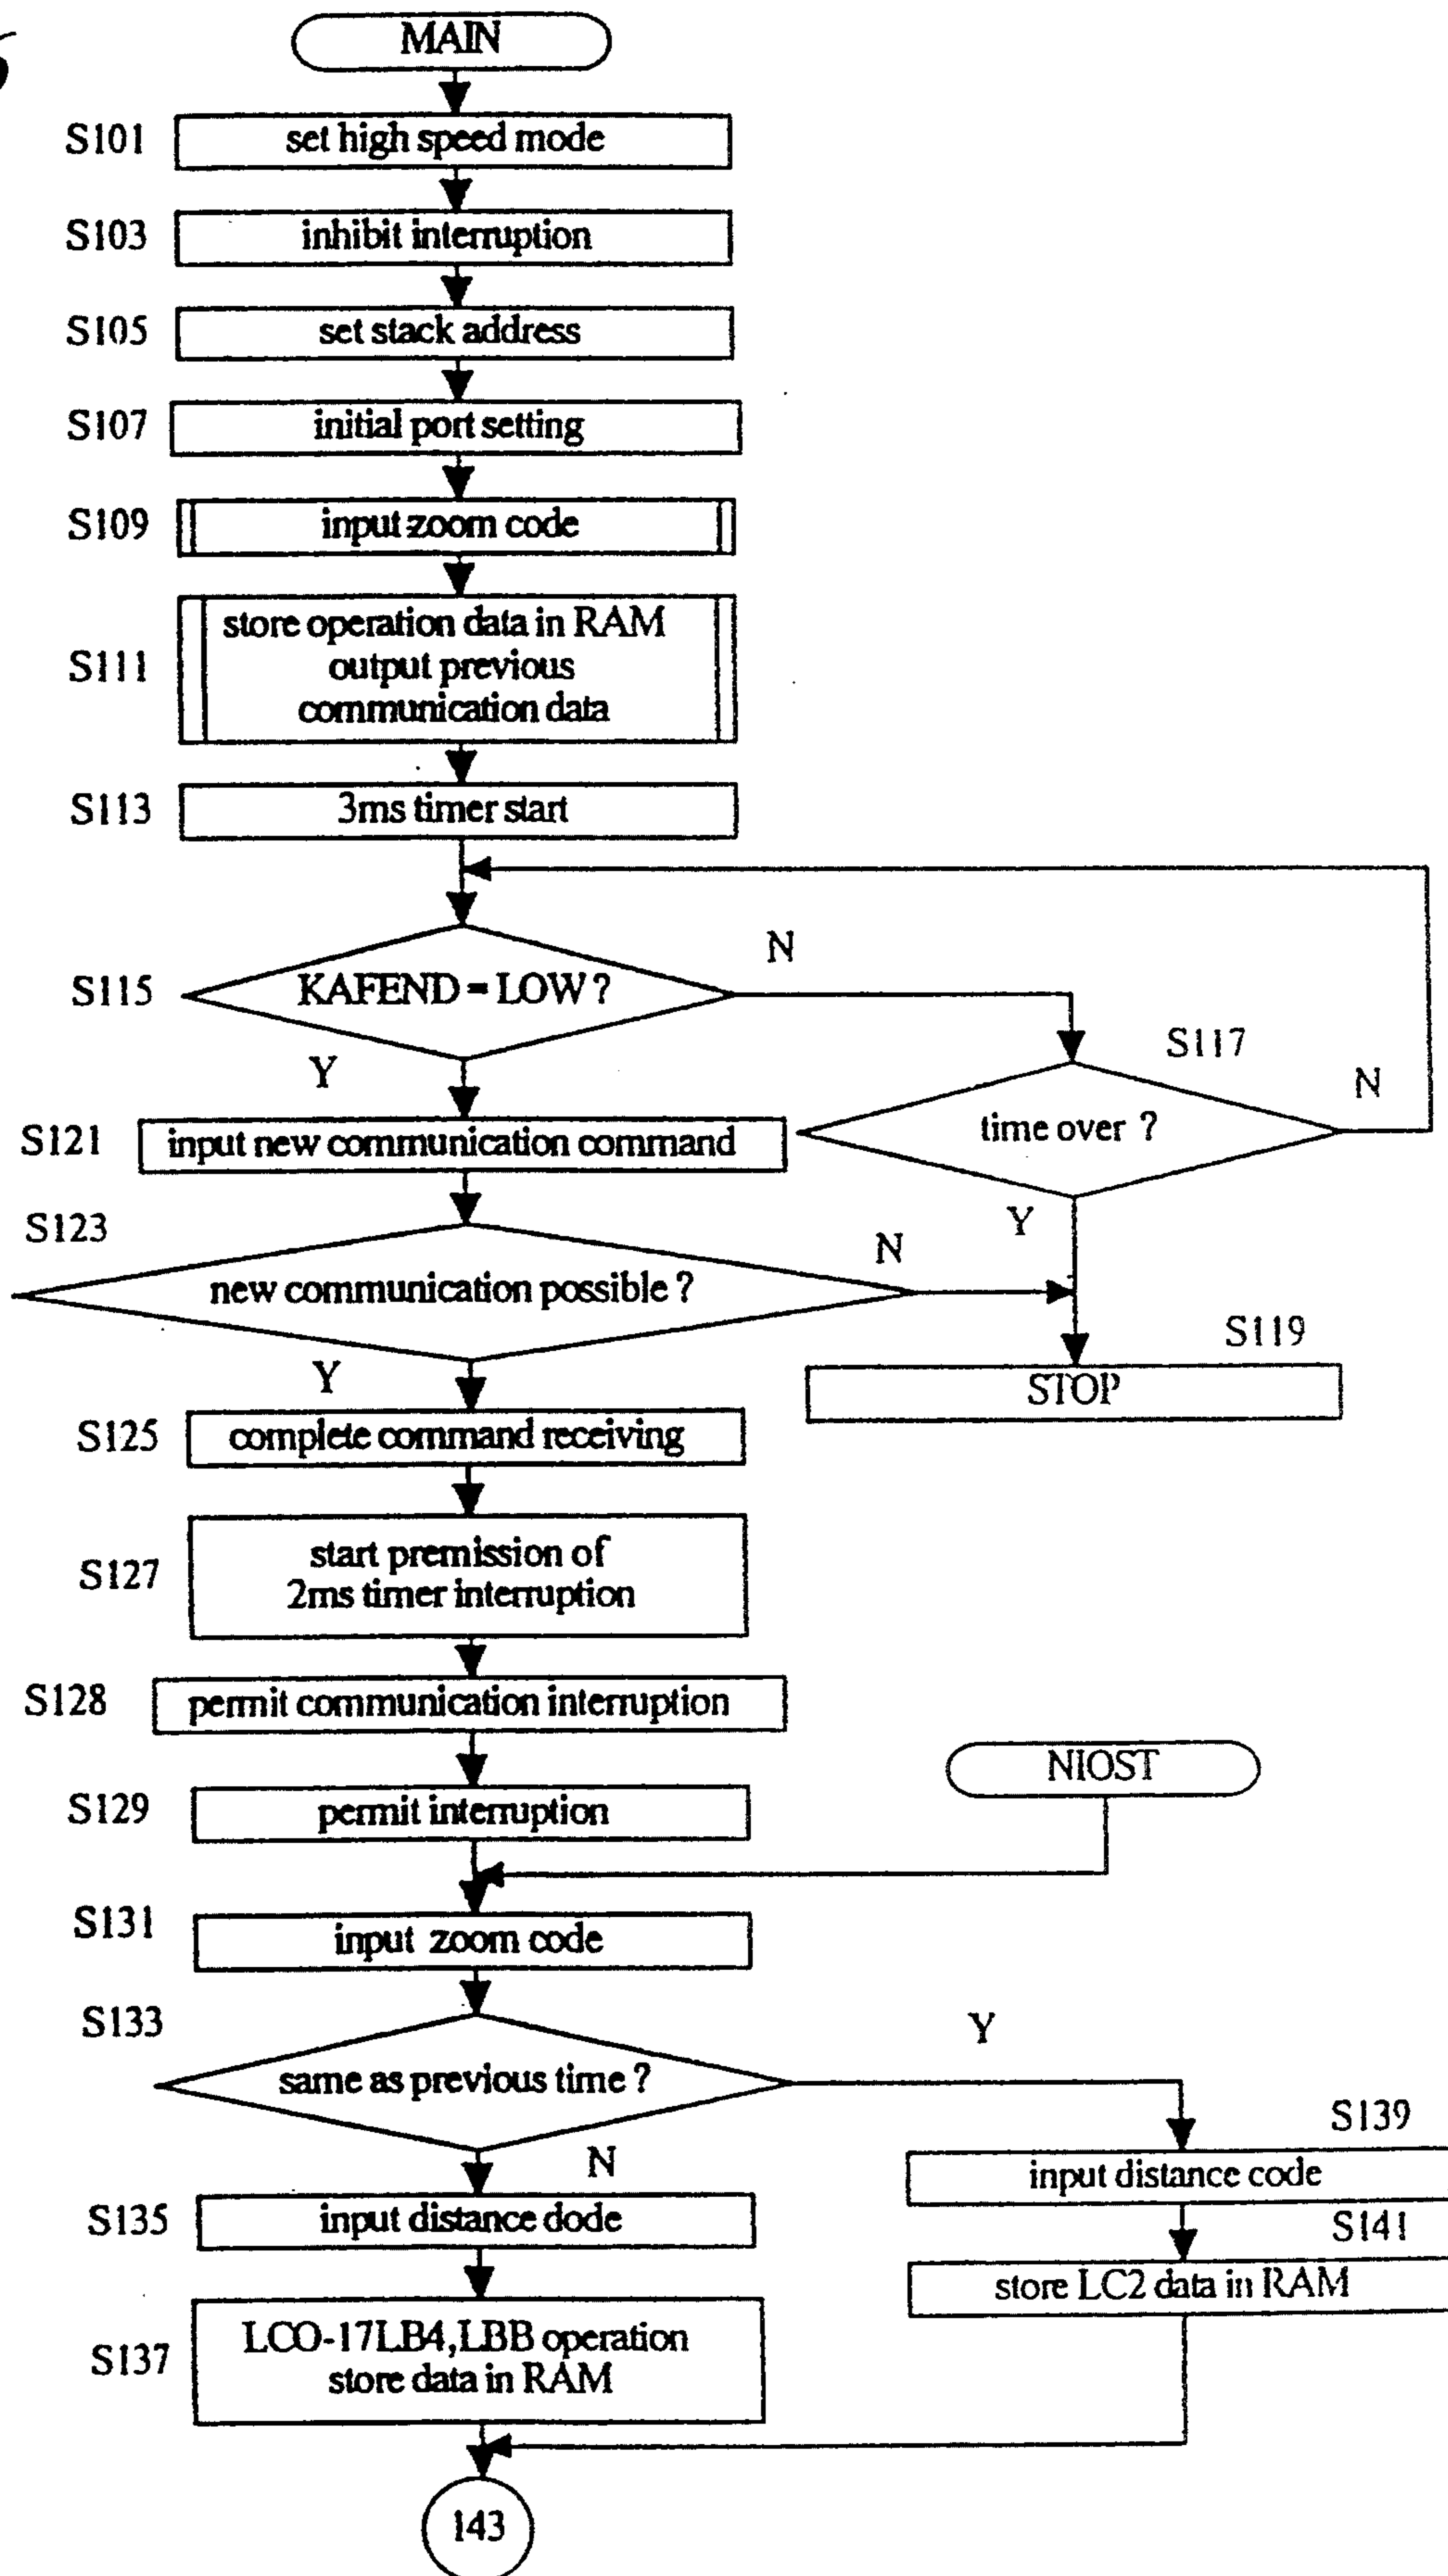 MAIN
S101
set high speed mode
S103
inhibit interruption
S105
set stack address
S107
initial port setting
S109
input zoom code
S111
store operation data in RAM
output previous
communication data
S113
3ms timer start
S115
KAFEND = LOW ?
N
Y
S117
time over ?
N
Y
S121
input new communication command
S123
new communication possible ?
N
Y
S119
STOP
S125
complete command receiving
S127
start premission of
2ms timer interruption
S128
permit communication interruption
NIOST
S129
permit interruption
S131
input zoom code
S133
same as previous time ?
Y
N
S139
input distance code
S135
input distance dode
S141
store LC2 data in RAM
S137
LCO-17LB4,LBB operation
store data in RAM
143